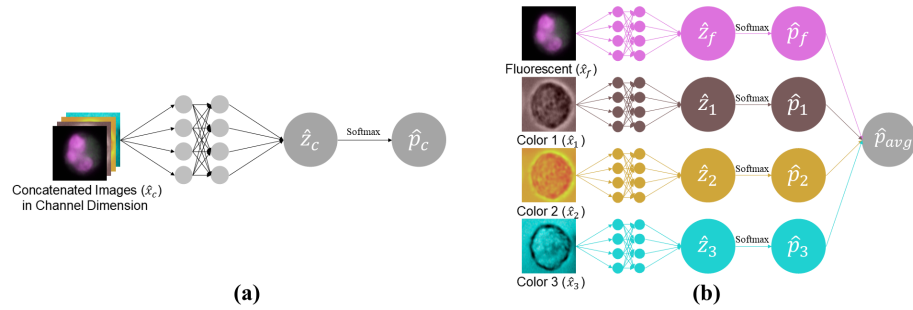 Concatenated Images (x̂_c)
in Channel Dimension
ẑ_c
Softmax
p̂_c
(a)
Fluorescent (x̂_f)
ẑ_f
Softmax
p̂_f
Color 1 (x̂_1)
ẑ_1
Softmax
p̂_1
p̂_avg
Color 2 (x̂_2)
ẑ_2
Softmax
p̂_2
Color 3 (x̂_3)
ẑ_3
Softmax
p̂_3
(b)